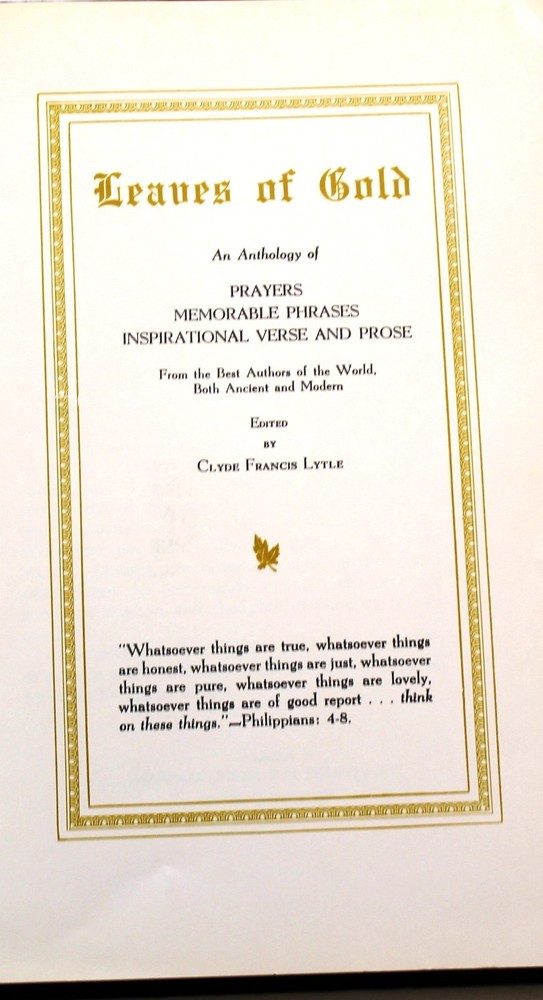 Leaves of Gold
An Anthology of
PRAYERS
MEMORABLE PHRASES
INSPIRATIONAL VERSE AND PROSE
From the Best Authors of the World,
Both Ancient and Modern
EDITED
BY
CLYDE FRANCIS LYTLE
"Whatsoever things are true, whatsoever things
are honest, whatsoever things are just, whatsoever
things are pure, whatsoever things are lovely,
whatsoever things are of good report . . . think
on these things."—Philippians: 4-8.